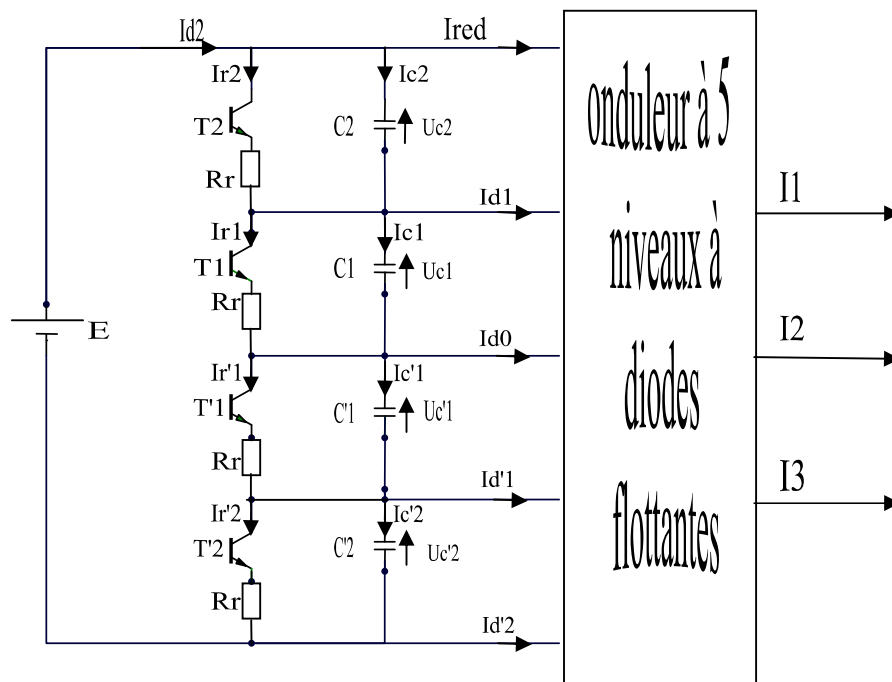 Id2
Ired
Ir2
Ic2
T2
C2
Uc2
Rr
Id1
Ir1
Ic1
T1
C1
Uc1
Rr
E
Id0
Ir'1
Ic'1
T'1
C'1
Uc'1
Rr
Id'1
Ir'2
Ic'2
T'2
C'2
Uc'2
Rr
Id'2
onduleur à 5
niveaux à
diodes
flottantes
I1
I2
I3